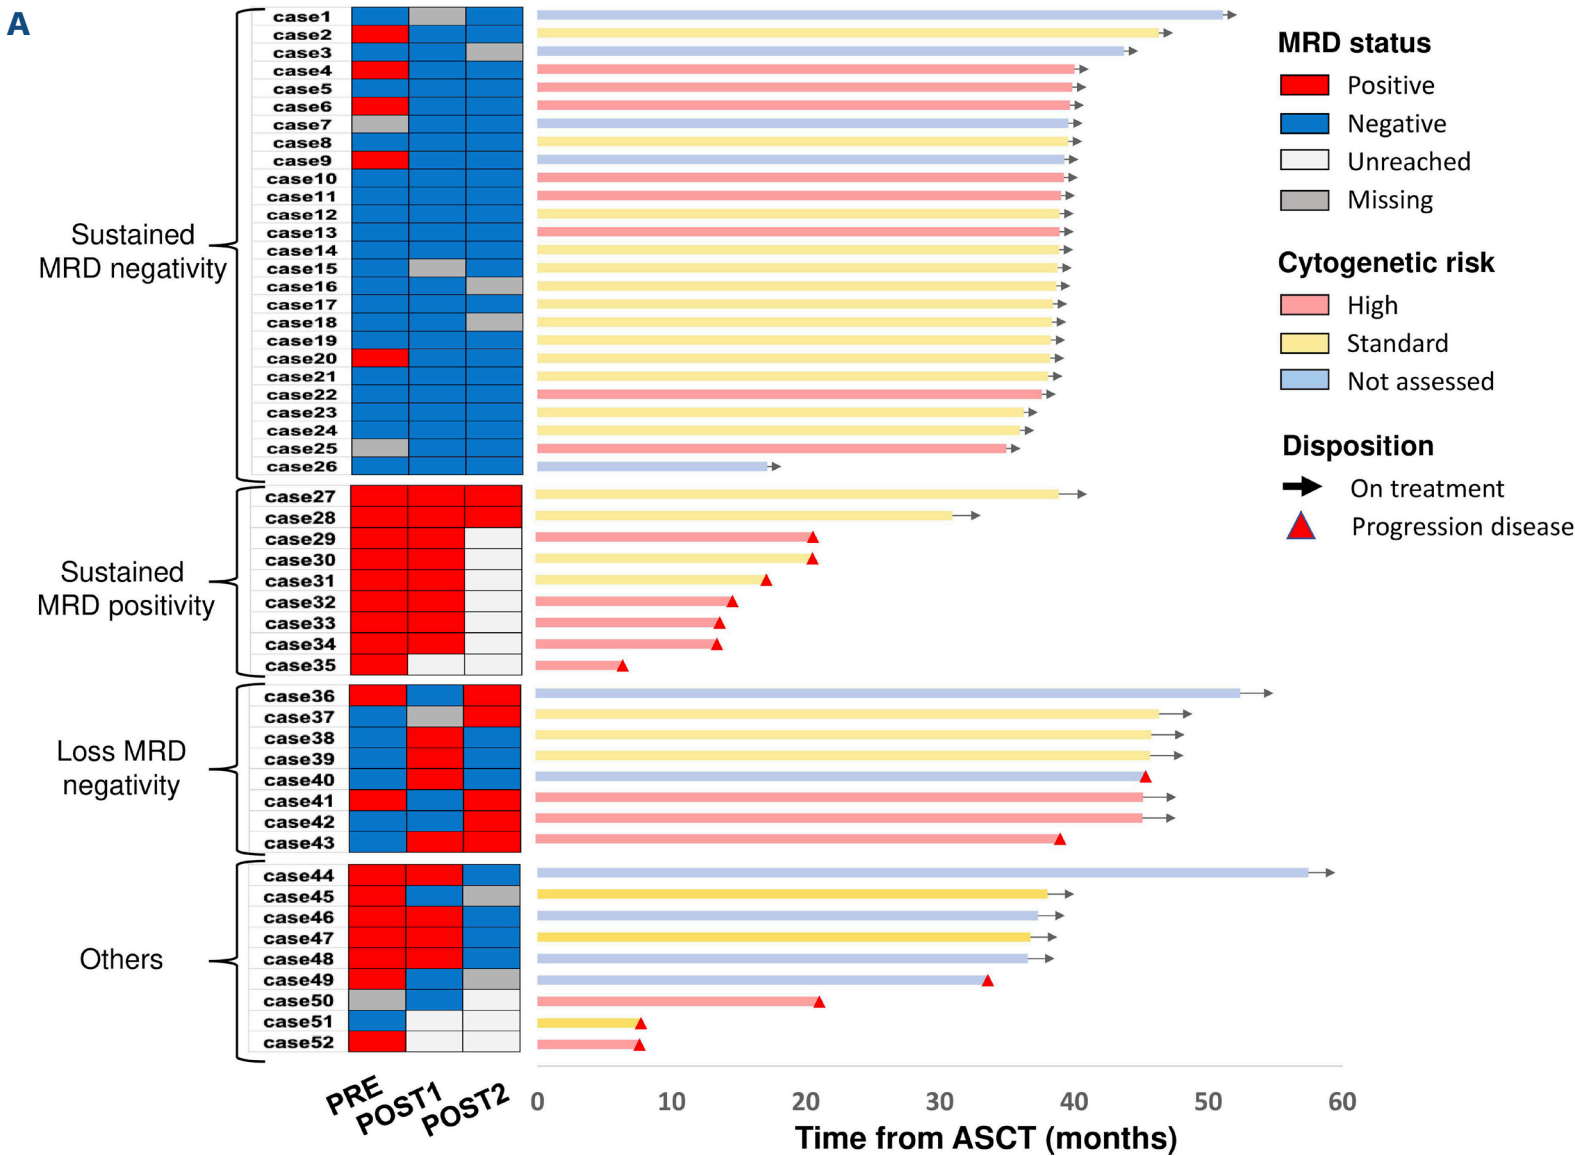 A
case1
case2
case3
case4
case5
case6
case7
case8
case9
case10
case11
case12
case13
case14
case15
case16
case17
case18
case19
case20
case21
case22
case23
case24
case25
case26
Sustained
MRD negativity
case27
case28
case29
case30
case31
case32
case33
case34
case35
Sustained
MRD positivity
case36
case37
case38
case39
case40
case41
case42
case43
Loss MRD
negativity
case44
case45
case46
case47
case48
case49
case50
case51
case52
Others
PRE
POST1
POST2
0 10 20 30 40 50 60
Time from ASCT (months)
MRD status
Positive
Negative
Unreached
Missing
Cytogenetic risk
High
Standard
Not assessed
Disposition
On treatment
Progression disease